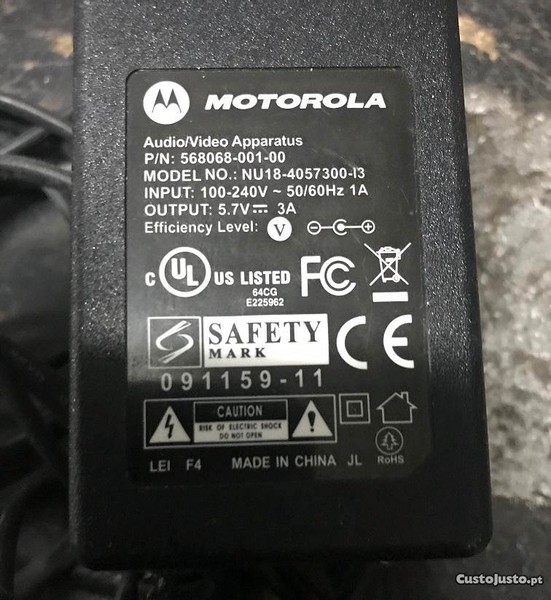 MOTOROLA
Audio/Video Apparatus
P/N: 568068-001-00
MODEL NO.: NU18-4057300-I3
INPUT: 100-240V ~ 50/60Hz 1A
OUTPUT: 5.7V⎓ 3A
Efficiency Level: V
C UL US LISTED
64CG
E225962
FC
CE
SAFETY
MARK
091159-11
CAUTION
RISK OF ELECTRIC SHOCK
DO NOT OPEN
RoHS
LEI F4 MADE IN CHINA JL
CustoJusto.pt